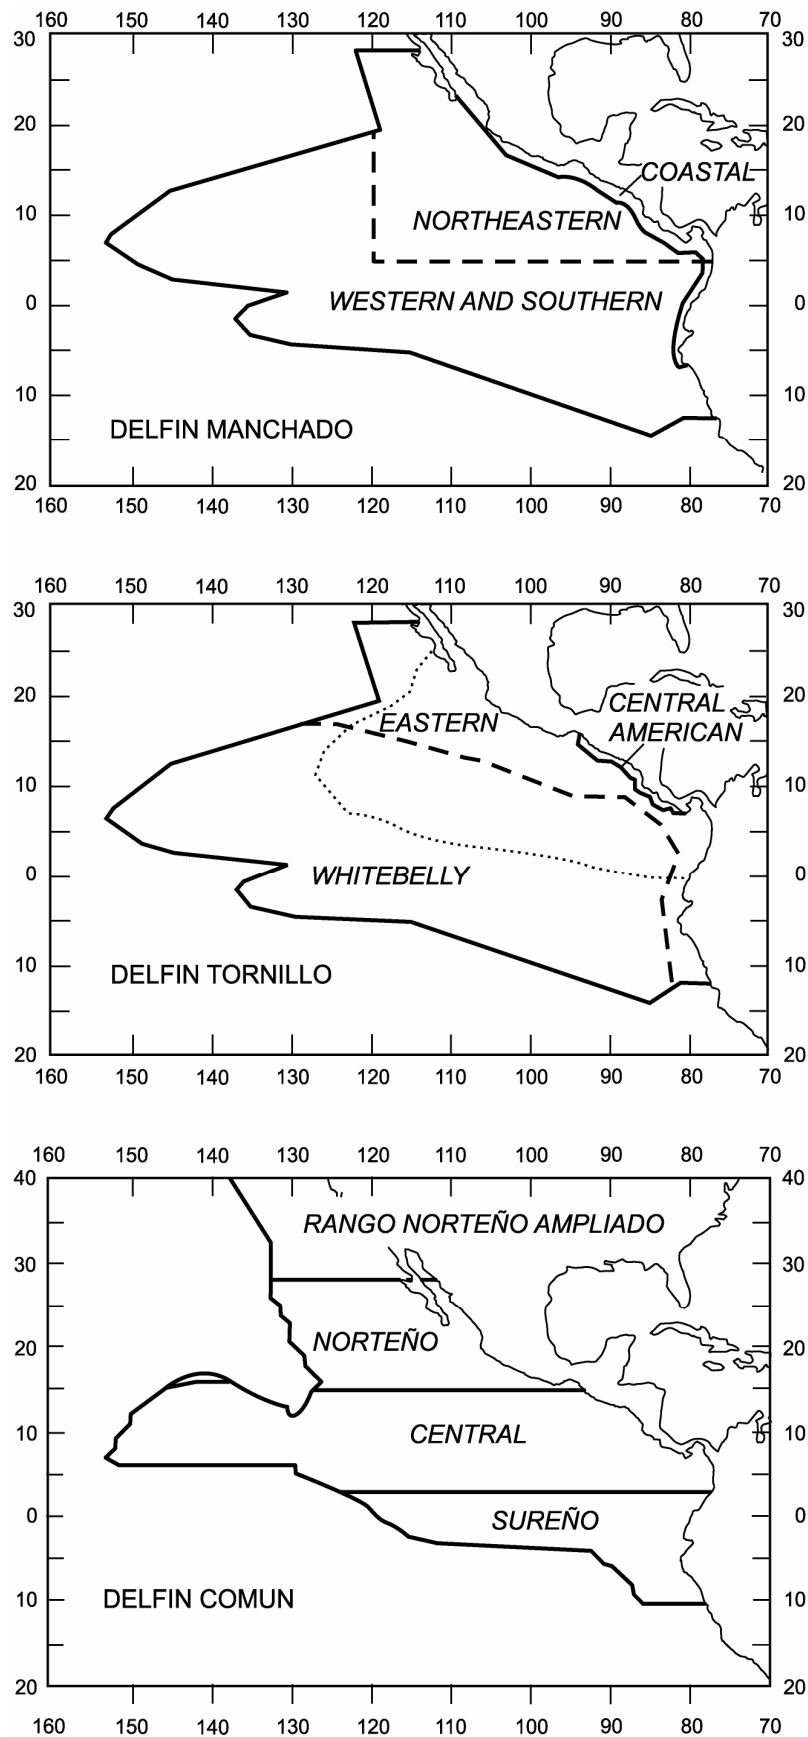 160 150 140 130 120 110 100 90 80 70
30 30
20 20
COASTAL
10 NORTHEASTERN 10
0 WESTERN AND SOUTHERN 0
10 10
DELFIN MANCHADO
20 20
160 150 140 130 120 110 100 90 80 70
160 150 140 130 120 110 100 90 80 70
30 30
20 CENTRAL 20
EASTERN AMERICAN
10 10
0 WHITEBELLY 0
10 DELFIN TORNILLO 10
20 20
160 150 140 130 120 110 100 90 80 70
160 150 140 130 120 110 100 90 80 70
40 40
RANGO NORTEÑO AMPLIADO
30 30
20 NORTEÑO 20
10 CENTRAL 10
0 SUREÑO 0
10 DELFIN COMUN 10
20 20
160 150 140 130 120 110 100 90 80 70